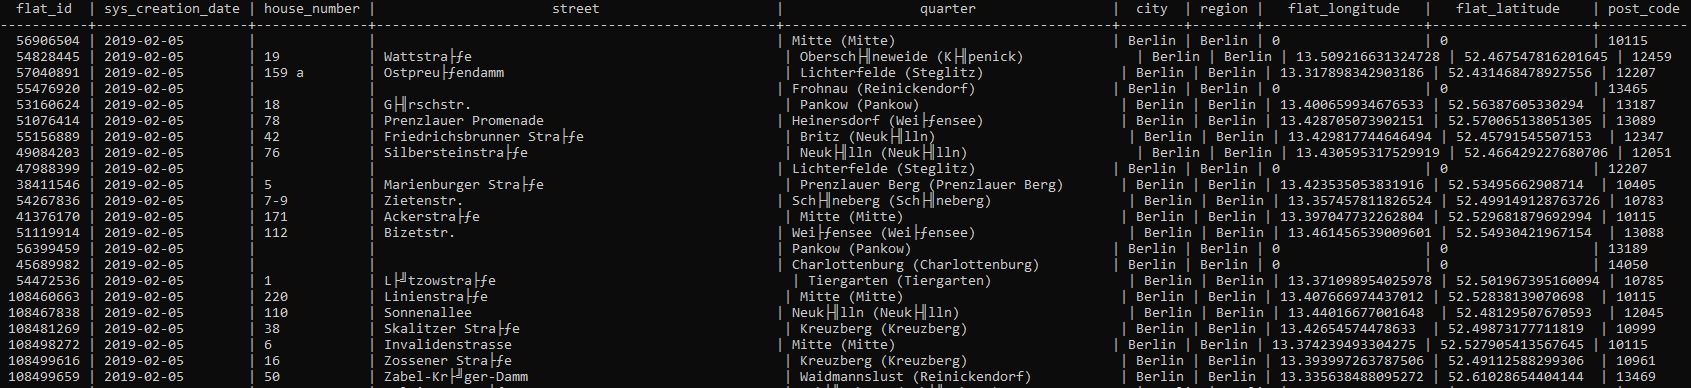 flat_id | sys_creation_date | house_number | street | quarter | city | region | flat_longitude | flat_latitude | post_code
56906504 | 2019-02-05 | | | Mitte (Mitte) | Berlin | Berlin | 0 | 0 | 10115
54828445 | 2019-02-05 | 19 | Wattstra├ƒe | Obersch├╢neweide (K├╢penick) | Berlin | Berlin | 13.509216631324728 | 52.467547816201645 | 12459
57040891 | 2019-02-05 | 159 a | Ostpreu├ƒendamm | Lichterfelde (Steglitz) | Berlin | Berlin | 13.317898342903186 | 52.431468478927556 | 12207
55476920 | 2019-02-05 | | | Frohnau (Reinickendorf) | Berlin | Berlin | 0 | 0 | 13465
53160624 | 2019-02-05 | 18 | G├╢rschstr. | Pankow (Pankow) | Berlin | Berlin | 13.400659934676533 | 52.56387605330294 | 13187
51076414 | 2019-02-05 | 78 | Prenzlauer Promenade | Heinersdorf (Wei├ƒensee) | Berlin | Berlin | 13.428705073902151 | 52.570065138051305 | 13089
55156889 | 2019-02-05 | 42 | Friedrichsbrunner Stra├ƒe | Britz (Neuk├╢lln) | Berlin | Berlin | 13.429817744646494 | 52.45791545507153 | 12347
49084203 | 2019-02-05 | 76 | Silbersteinstra├ƒe | Neuk├╢lln (Neuk├╢lln) | Berlin | Berlin | 13.430595317529919 | 52.466429227680706 | 12051
47988399 | 2019-02-05 | | | Lichterfelde (Steglitz) | Berlin | Berlin | 0 | 0 | 12207
38411546 | 2019-02-05 | 5 | Marienburger Stra├ƒe | Prenzlauer Berg (Prenzlauer Berg) | Berlin | Berlin | 13.423535053831916 | 52.53495662908714 | 10405
54267836 | 2019-02-05 | 7-9 | Zietenstr. | Sch├╢neberg (Sch├╢neberg) | Berlin | Berlin | 13.357457811826524 | 52.499149128763726 | 10783
41376170 | 2019-02-05 | 171 | Ackerstra├ƒe | Mitte (Mitte) | Berlin | Berlin | 13.397047732262804 | 52.529681879692994 | 10115
51119914 | 2019-02-05 | 112 | Bizetstr. | Wei├ƒensee (Wei├ƒensee) | Berlin | Berlin | 13.461456539009601 | 52.54930421967154 | 13088
56399459 | 2019-02-05 | | | Pankow (Pankow) | Berlin | Berlin | 0 | 0 | 13189
45689982 | 2019-02-05 | | | Charlottenburg (Charlottenburg) | Berlin | Berlin | 0 | 0 | 14050
54472536 | 2019-02-05 | 1 | L├╝tzowstra├ƒe | Tiergarten (Tiergarten) | Berlin | Berlin | 13.371098954025978 | 52.501967395160094 | 10785
108460663 | 2019-02-05 | 220 | Linienstra├ƒe | Mitte (Mitte) | Berlin | Berlin | 13.407666974437012 | 52.52838139070698 | 10115
108467838 | 2019-02-05 | 110 | Sonnenallee | Neuk├╢lln (Neuk├╢lln) | Berlin | Berlin | 13.44016677001648 | 52.48129507670593 | 12045
108481269 | 2019-02-05 | 38 | Skalitzer Stra├ƒe | Kreuzberg (Kreuzberg) | Berlin | Berlin | 13.42654574478633 | 52.49873177711819 | 10999
108498272 | 2019-02-05 | 6 | Invalidenstrasse | Mitte (Mitte) | Berlin | Berlin | 13.374239493304275 | 52.527905413567645 | 10115
108499616 | 2019-02-05 | 16 | Zossener Stra├ƒe | Kreuzberg (Kreuzberg) | Berlin | Berlin | 13.393997263787506 | 52.49112588299306 | 10961
108499659 | 2019-02-05 | 50 | Zabel-Kr├╝ger-Damm | Waidmannslust (Reinickendorf) | Berlin | Berlin | 13.335638488095272 | 52.61028654404144 | 13469